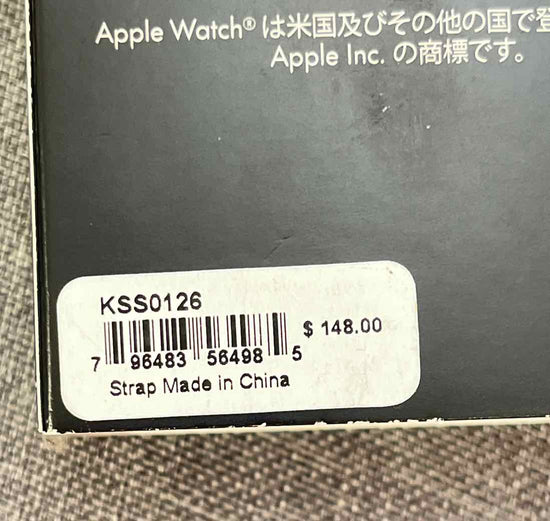 Apple Watch® は米国及びその他の国で登
Apple Inc. の商標です。
KSS0126
$ 148.00
7 96483 56498 5
Strap Made in China